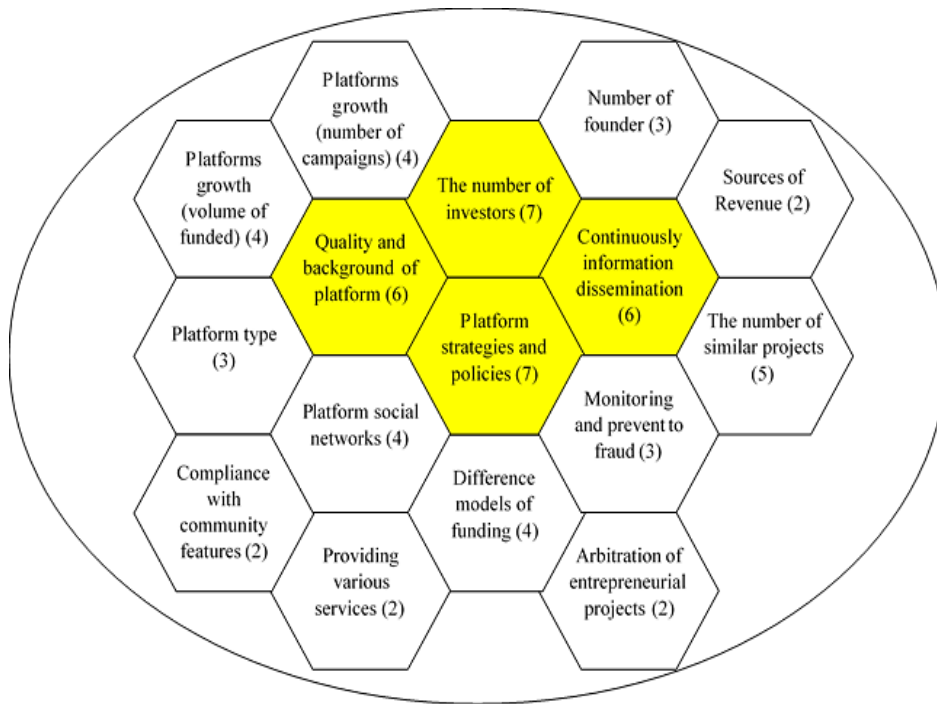 Platforms
growth
(number of
campaigns) (4)
Number of
founder (3)
Platforms
growth
(volume of
funded) (4)
The number of
investors (7)
Sources of
Revenue (2)
Quality and
background of
platform (6)
Continuously
information
dissemination
(6)
Platform type
(3)
Platform
strategies and
policies (7)
The number of
similar projects
(5)
Platform social
networks (4)
Monitoring
and prevent to
fraud (3)
Compliance
with
community
features (2)
Difference
models of
funding (4)
Providing
various
services (2)
Arbitration of
entrepreneurial
projects (2)